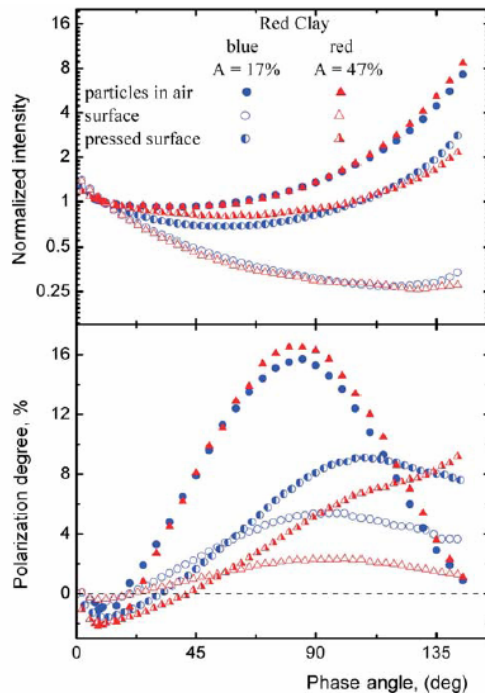 Red Clay
blue red
A = 17% A = 47%
particles in air
surface
pressed surface
Normalized intensity
16
8
4
2
1
0.5
0.25
Polarization degree, %
16
12
8
4
0
0 45 90 135
Phase angle, (deg)